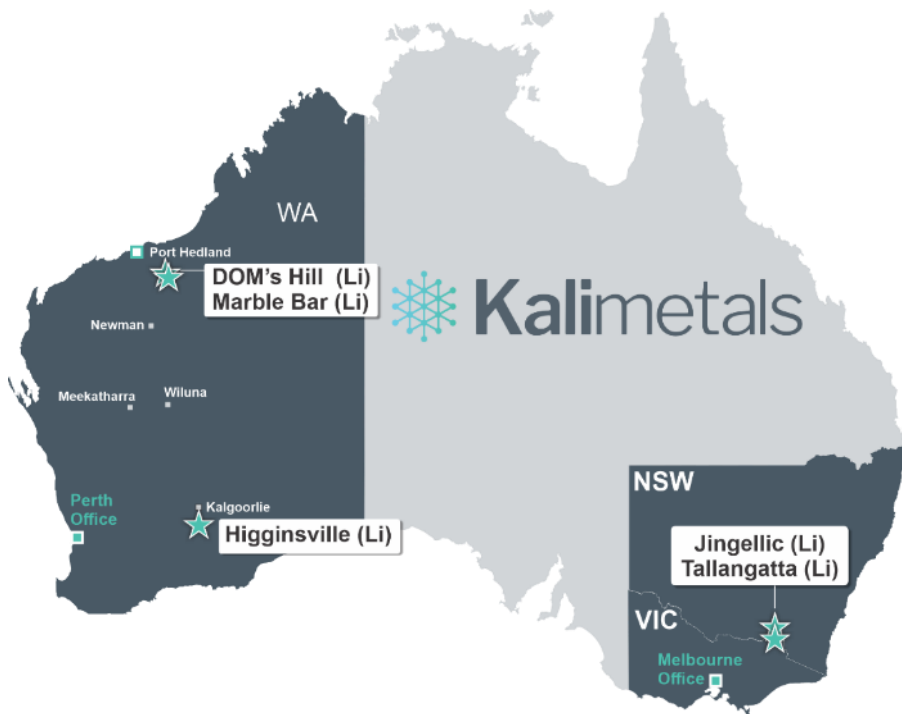 WA
Port Hedland
DOM's Hill (Li)
Marble Bar (Li)
Kalimetals
Newman
Meekatharra
Wiluna
Perth
Office
Kalgoorlie
Higginsville (Li)
NSW
Jingellic (Li)
Tallangatta (Li)
VIC
Melbourne
Office